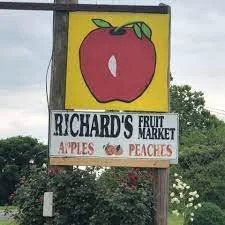 RICHARD'S FRUIT MARKET
APPLES PEACHES